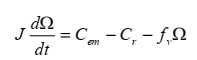 J dΩ/dt = C_em − C_r − f_v Ω